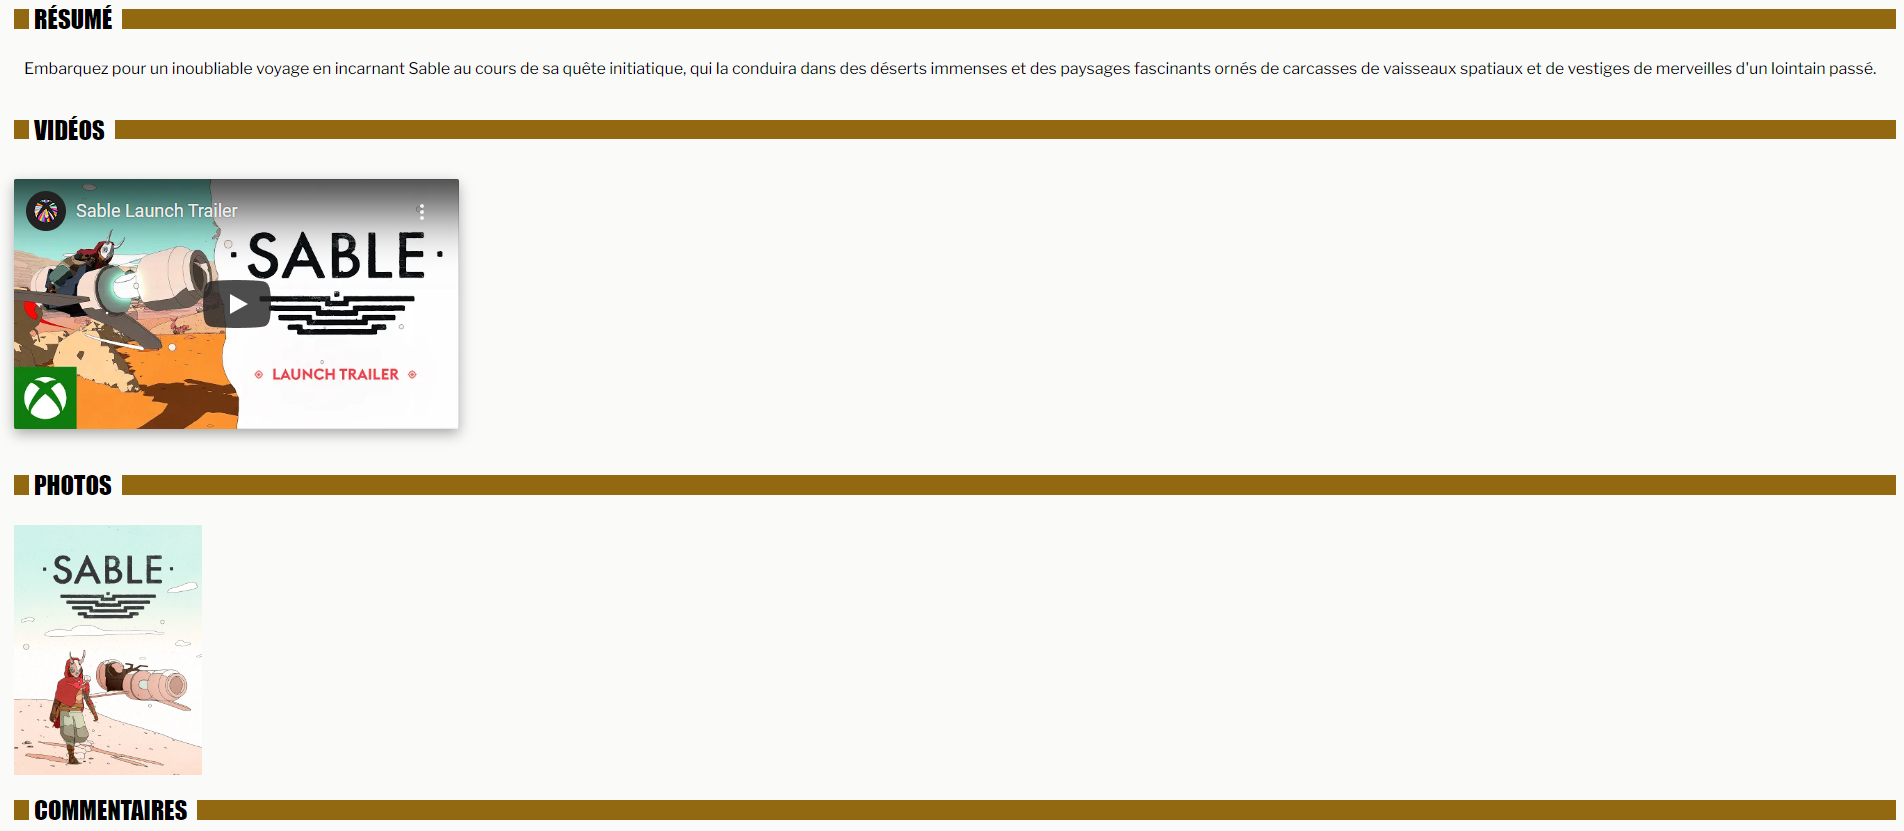 RÉSUMÉ
Embarquez pour un inoubliable voyage en incarnant Sable au cours de sa quête initiatique, qui la conduira dans des déserts immenses et des paysages fascinants ornés de carcasses de vaisseaux spatiaux et de vestiges de merveilles d'un lointain passé.
VIDÉOS
Sable Launch Trailer
· SABLE ·
LAUNCH TRAILER
PHOTOS
· SABLE ·
COMMENTAIRES